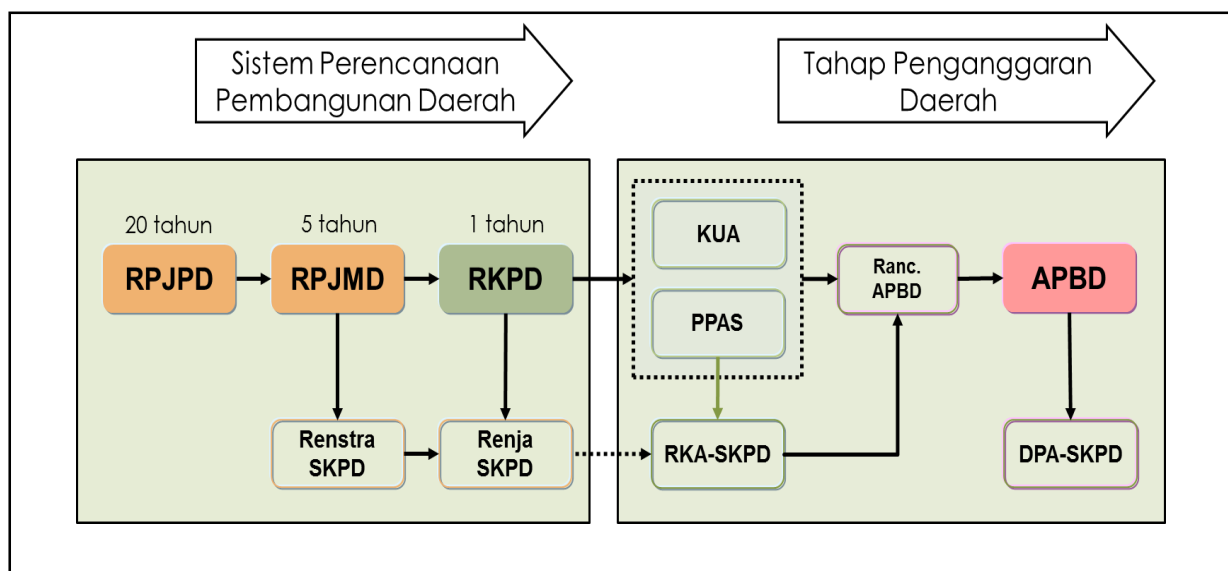 Sistem Perencanaan
Pembangunan Daerah
Tahap Penganggaran
Daerah
20 tahun
5 tahun
1 tahun
RPJPD
RPJMD
RKPD
KUA
PPAS
Ranc.
APBD
APBD
Renstra
SKPD
Renja
SKPD
RKA-SKPD
DPA-SKPD